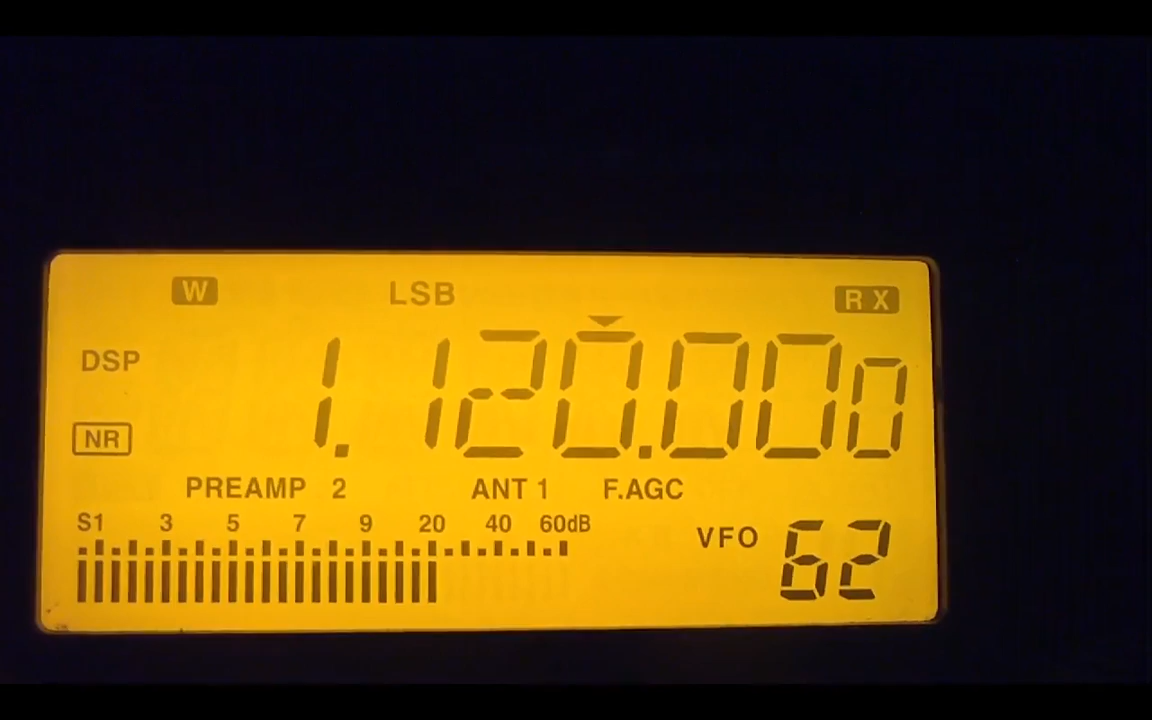 W LSB RX
DSP 1.120.000
NR
PREAMP 2 ANT 1 F.AGC
S1 3 5 7 9 20 40 60dB
VFO 62